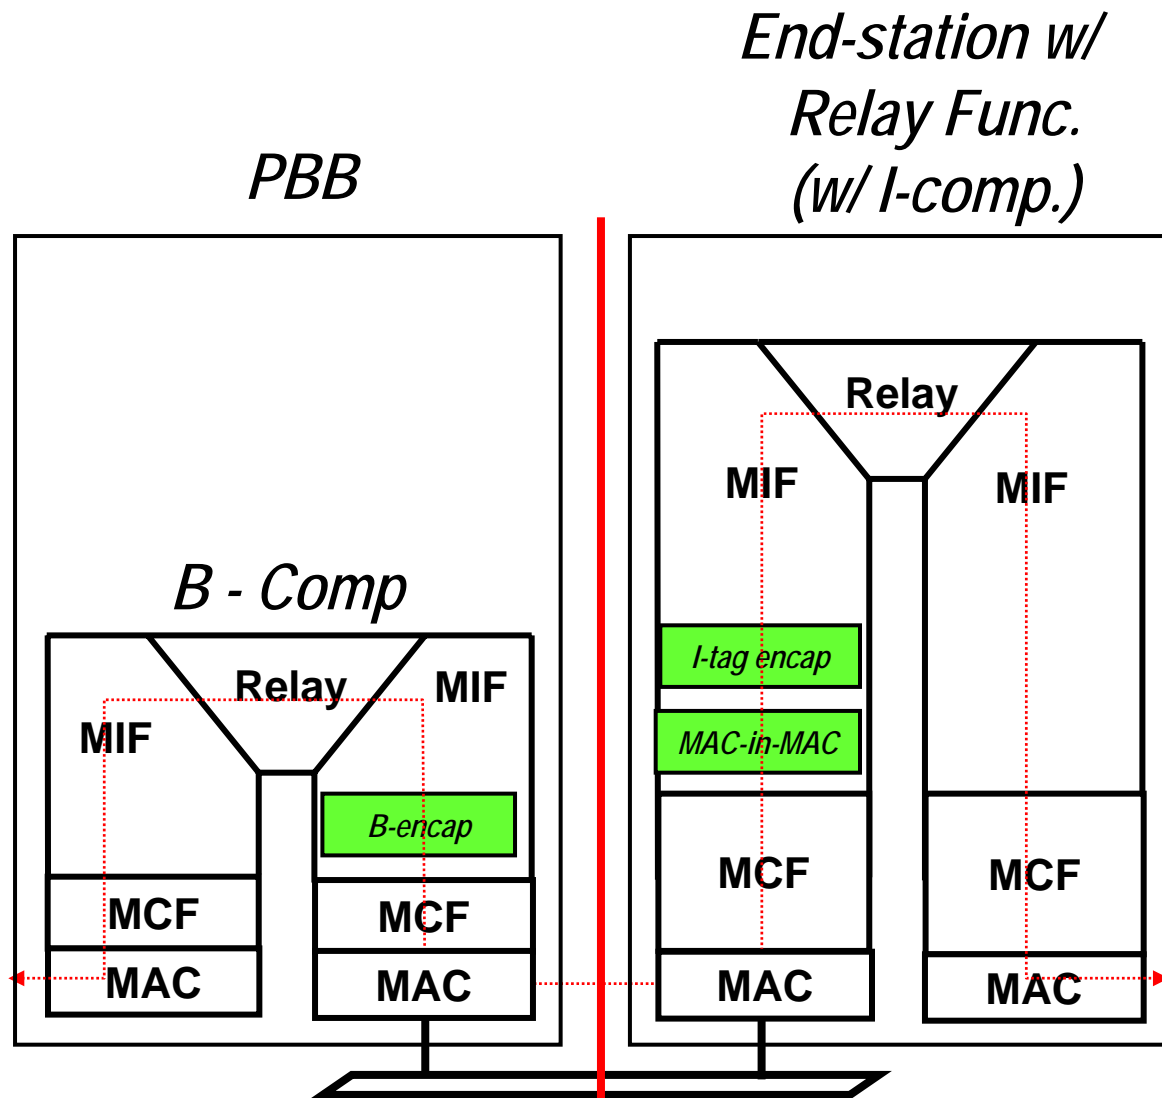 End-station w/
Relay Func.
(w/ I-comp.)
PBB
B - Comp
Relay
MIF
MIF
B-encap
MCF
MCF
MAC
MAC
Relay
MIF
MIF
I-tag encap
MAC-in-MAC
MCF
MCF
MAC
MAC